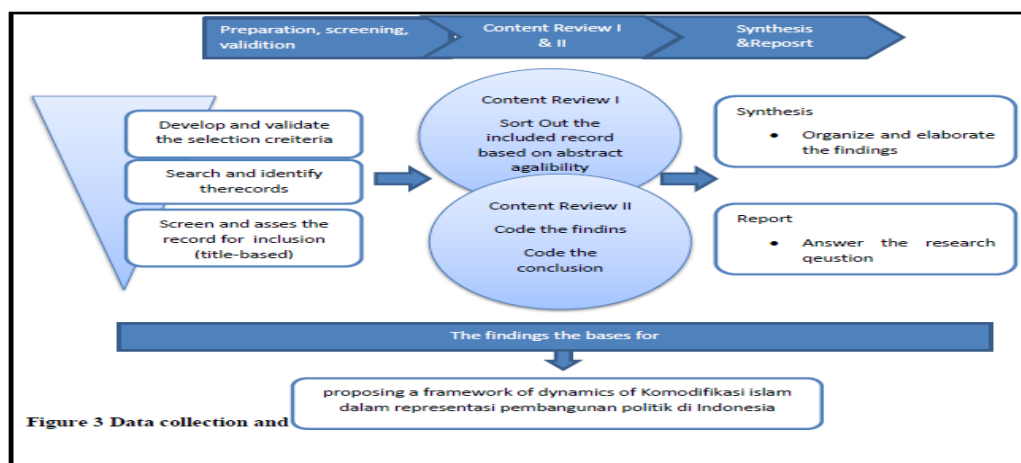 Preparation, screening,
validition
Content Review I
& II
Synthesis
&Reposrt
Develop and validate
the selection creiteria
Search and identify
therecords
Screen and asses the
record for inclusion
(title-based)
Content Review I
Sort Out the
included record
based on abstract
agalibility
Content Review II
Code the findins
Code the
conclusion
Synthesis
• Organize and elaborate
the findings
Report
• Answer the research
qeustion
The findings the bases for
proposing a framework of dynamics of Komodifikasi islam
dalam representasi pembangunan politik di Indonesia
Figure 3 Data collection and